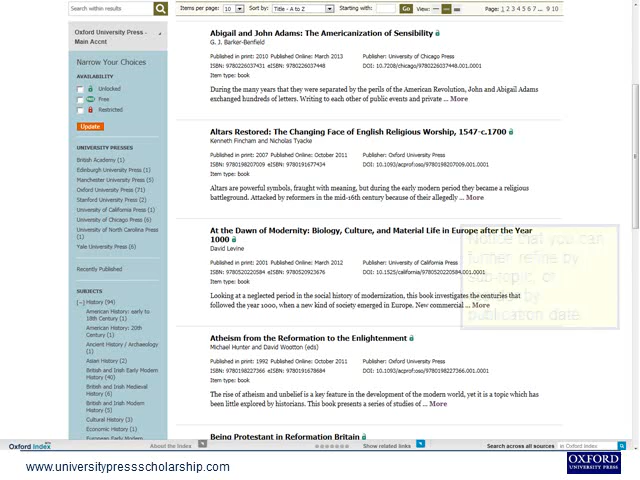 Search within results
Items per page: 10 Sort by: Title - A to Z Starting with: Go View: Page: 1 2 3 4 5 6 7 ... 9 10
Oxford University Press -
Main Accnt
Narrow Your Choices
AVAILABILITY
Unlocked
Free
Restricted
Update
UNIVERSITY PRESSES
British Academy (1)
Edinburgh University Press (1)
Manchester University Press (5)
Oxford University Press (71)
Stanford University Press (2)
University of California Press (1)
University of Chicago Press (6)
University of North Carolina Press
(1)
Yale University Press (6)
Recently Published
SUBJECTS
[—] History (94)
American History: early to
18th Century (1)
American History: 20th
Century (1)
Ancient History / Archaeology
(1)
Asian History (2)
British and Irish Early Modern
History (40)
British and Irish Medieval
History (6)
British and Irish Modern
History (5)
Cultural History (2)
Economic History (1)
European Early Modern
Abigail and John Adams: The Americanization of Sensibility
G. J. Barker-Benfield
Published in print: 2010 Published Online: March 2013 Publisher: University of Chicago Press
ISBN: 9780226037431 eISBN: 9780226037448 DOI: 10.7208/chicago/9780226037448.001.0001
Item type: book
During the many years that they were separated by the perils of the American Revolution, John and Abigail Adams
exchanged hundreds of letters. Writing to each other of public events and private ... More
Altars Restored: The Changing Face of English Religious Worship, 1547-c.1700
Kenneth Fincham and Nicholas Tyacke
Published in print: 2007 Published Online: October 2011 Publisher: Oxford University Press
ISBN: 9780198207009 eISBN: 9780191677434 DOI: 10.1093/acprof:oso/9780198207009.001.0001
Item type: book
Altars are powerful symbols, fraught with meaning, but during the early modern period they became a religious
battleground. Attacked by reformers in the mid-16th century because of their allegedly ... More
At the Dawn of Modernity: Biology, Culture, and Material Life in Europe after the Year
1000
David Levine
Published in print: 2001 Published Online: March 2012 Publisher: University of California Press
ISBN: 9780520220584 eISBN: 9780520923676 DOI: 10.1525/california/9780520220584.001.0001
Item type: book
Looking at a neglected period in the social history of modernization, this book investigates the centuries that
followed the year 1000, when a new kind of society emerged in Europe. New commercial ... More
Notice that you can
further refine by
sub-topic, or
by
publication date.
Atheism from the Reformation to the Enlightenment
Michael Hunter and David Wootton (eds)
Published in print: 1992 Published Online: October 2011 Publisher: Oxford University Press
ISBN: 9780198227366 eISBN: 9780191678684 DOI: 10.1093/acprof:oso/9780198227366.001.0001
Item type: book
The rise of atheism and unbelief is a key feature in the development of the modern world, yet it is a topic which has
been little explored by historians. This book presents a series of studies of ... More
Being Protestant in Reformation Britain
Oxford Index About the Index Show related links Search across all sources in Oxford Index
www.universitypressscholarship.com
OXFORD
UNIVERSITY PRESS